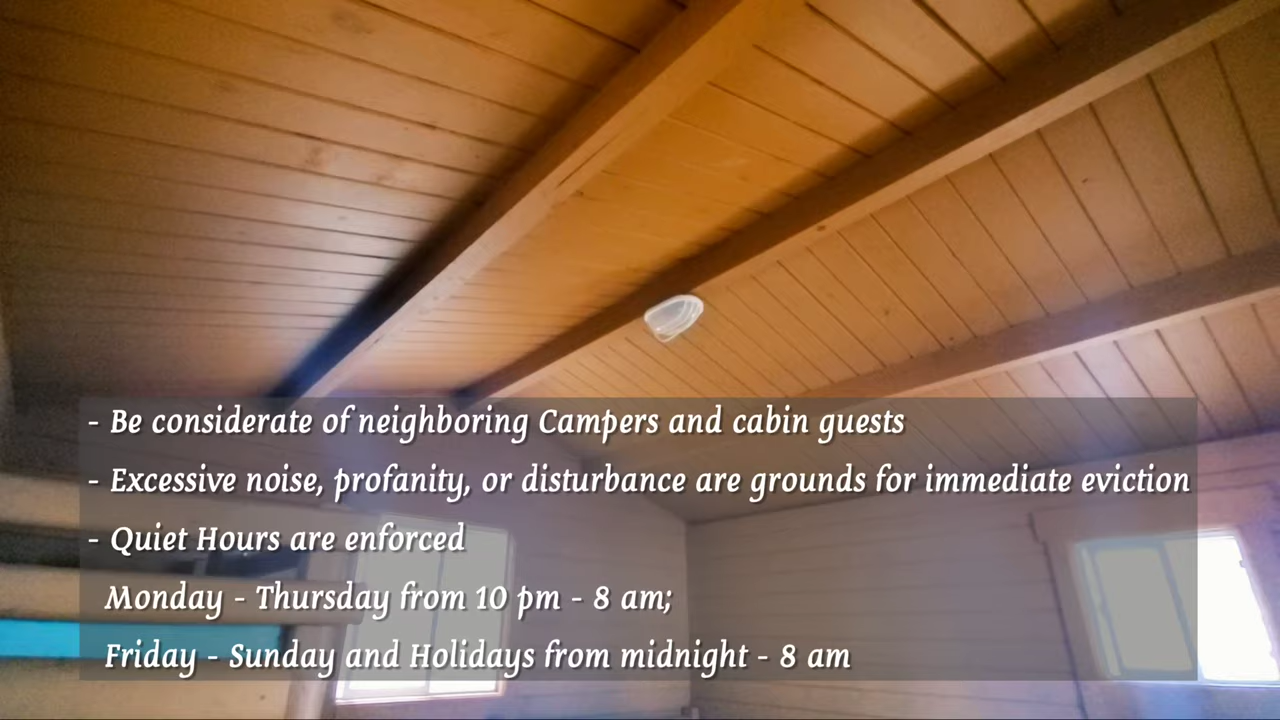 - Be considerate of neighboring Campers and cabin guests
- Excessive noise, profanity, or disturbance are grounds for immediate eviction
- Quiet Hours are enforced
Monday - Thursday from 10 pm - 8 am;
Friday - Sunday and Holidays from midnight - 8 am